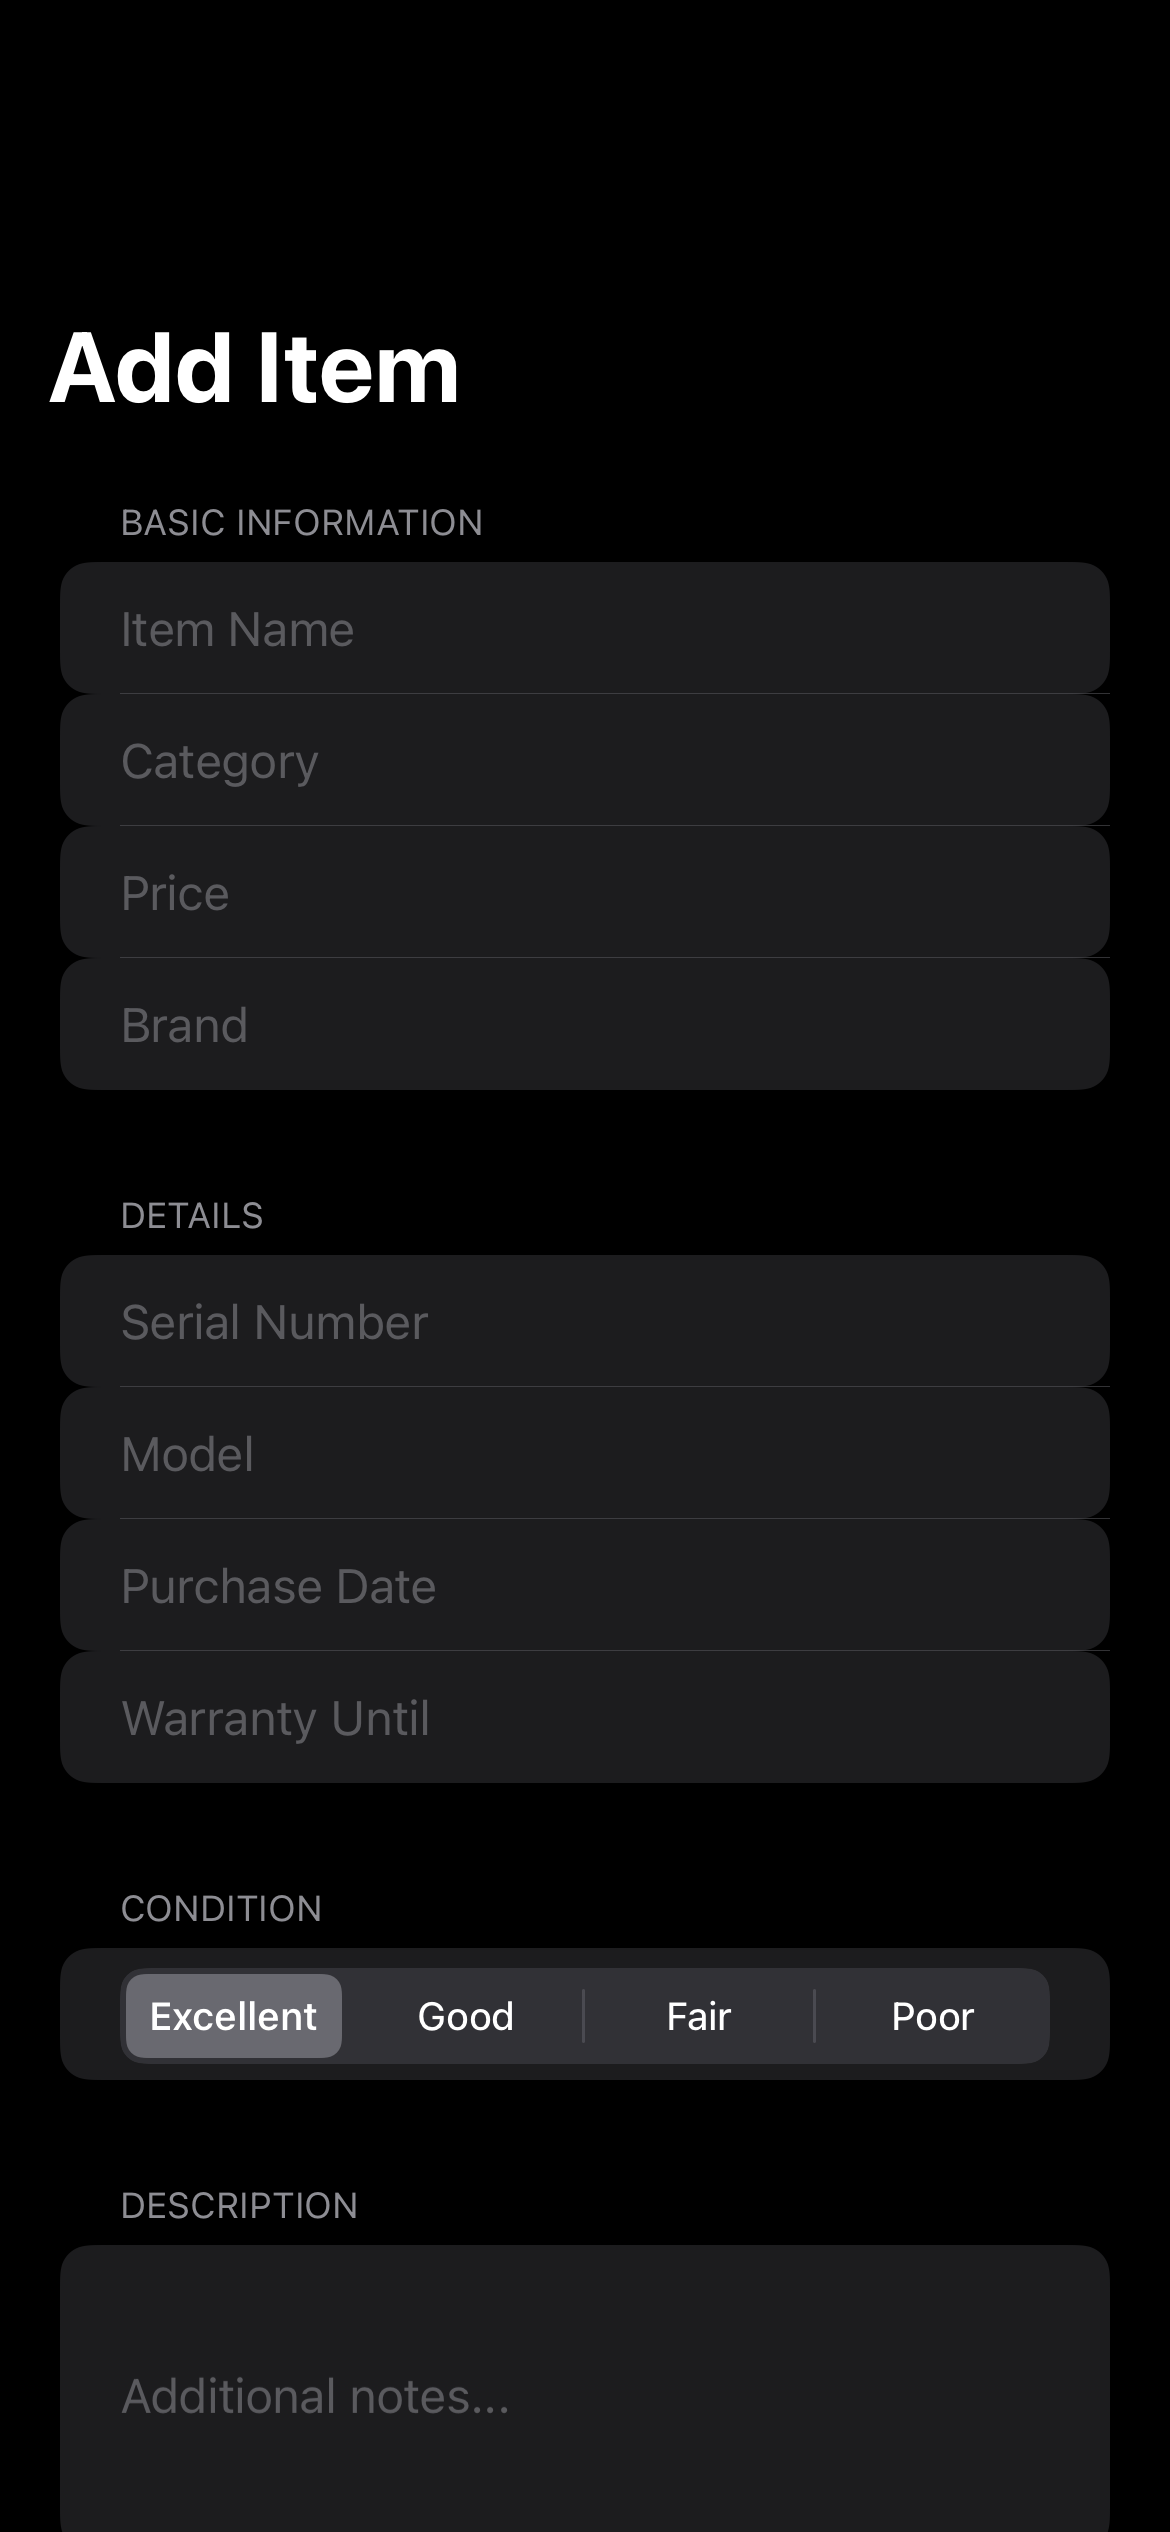 Add Item
BASIC INFORMATION
Item Name
Category
Price
Brand
DETAILS
Serial Number
Model
Purchase Date
Warranty Until
CONDITION
Excellent Good Fair Poor
DESCRIPTION
Additional notes...